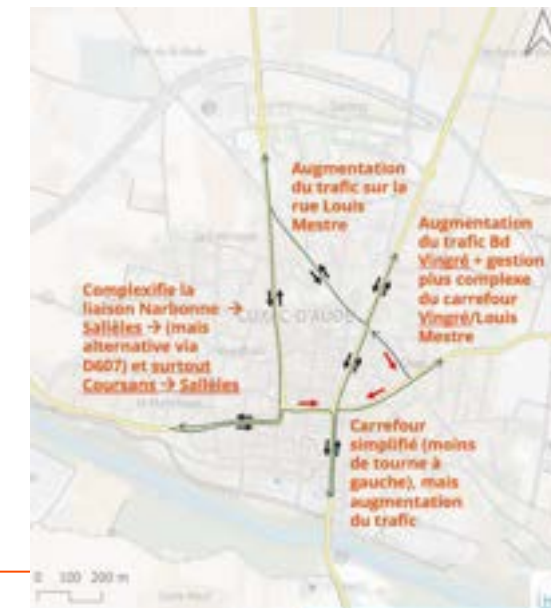 Augmentation
du trafic sur la
rue Louis
Mestre
Augmentation
du trafic Bd
Vingré + gestion
plus complexe
du carrefour
Vingré/Louis
Mestre
Complexifie la
liaison Narbonne →
Sallèles → (mais
alternative via
D607) et surtout
Coursans → Sallèles
CUXAC-D'AUDE
Carrefour
simplifié (moins
de tourne à
gauche), mais
augmentation
du trafic
0 100 200 m